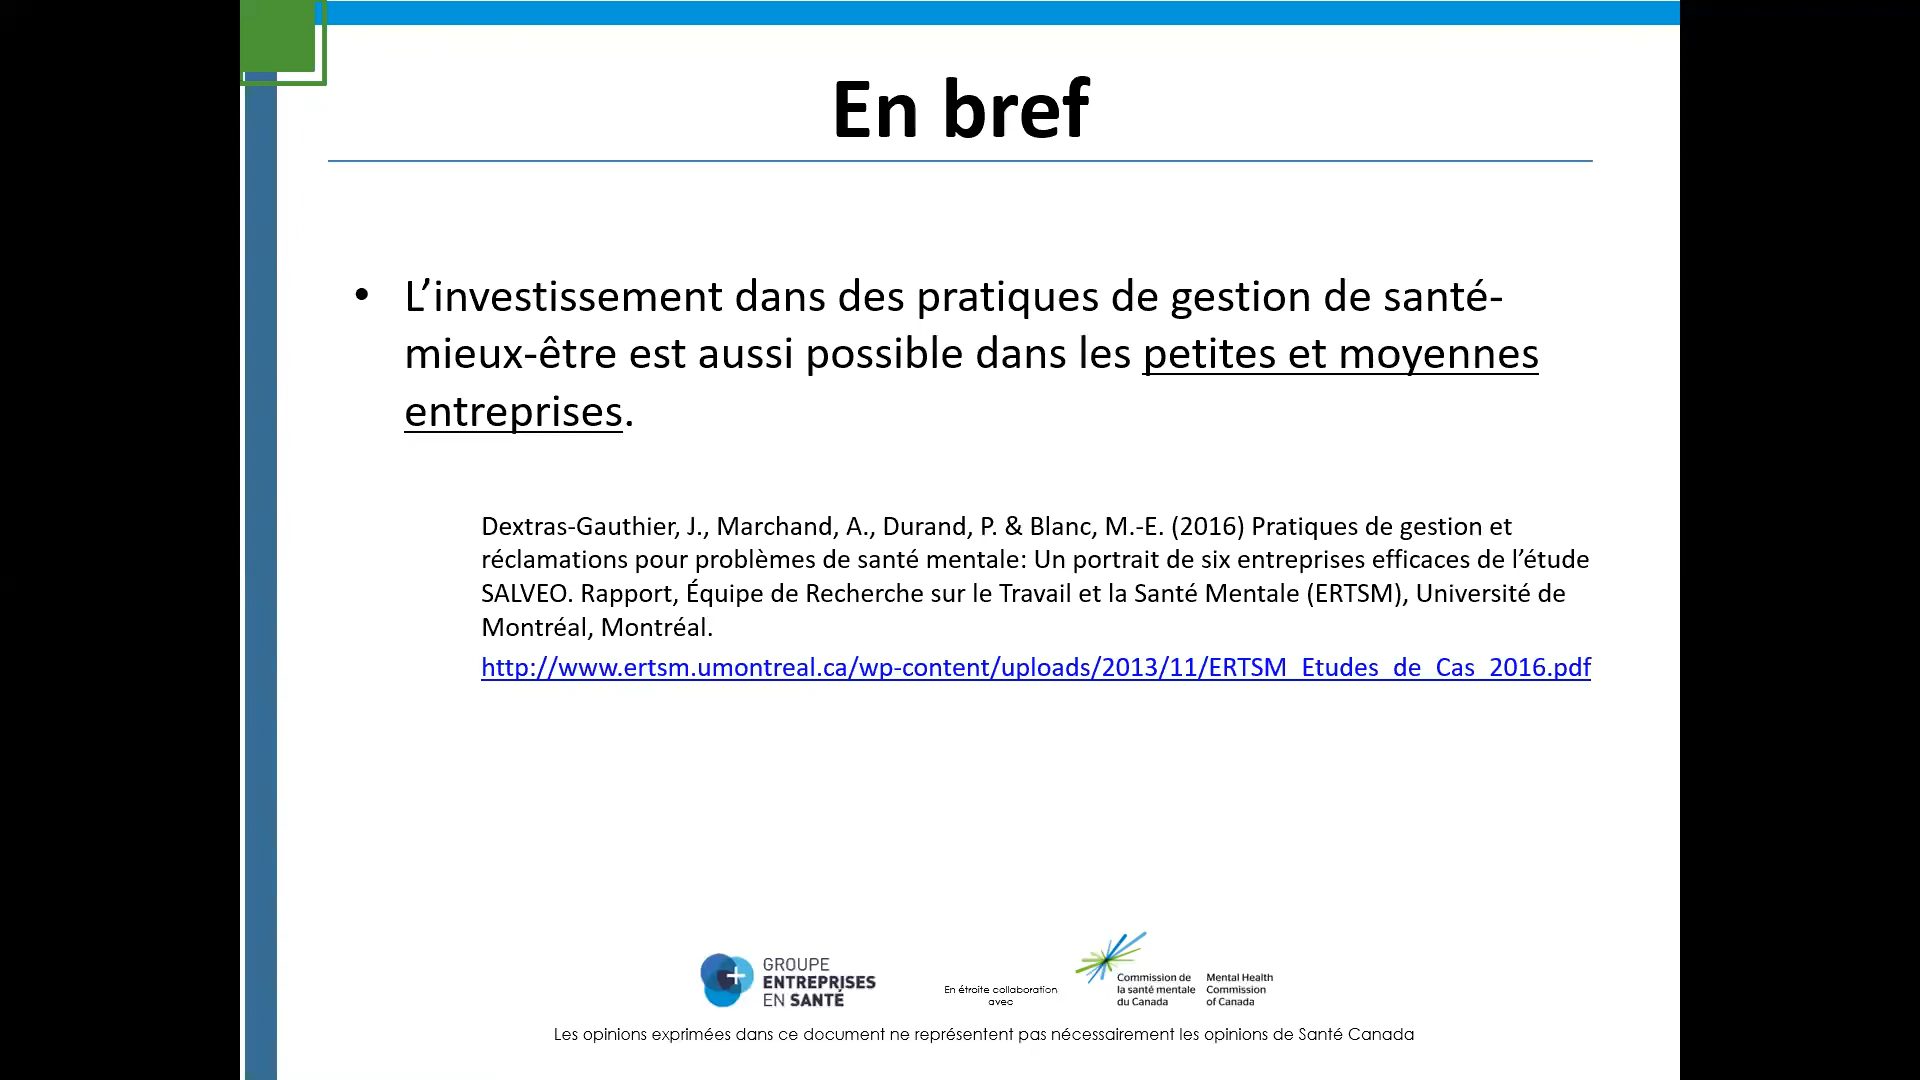 En bref
• L’investissement dans des pratiques de gestion de santé-
mieux-être est aussi possible dans les petites et moyennes
entreprises.
Dextras-Gauthier, J., Marchand, A., Durand, P. & Blanc, M.-E. (2016) Pratiques de gestion et
réclamations pour problèmes de santé mentale: Un portrait de six entreprises efficaces de l’étude
SALVEO. Rapport, Équipe de Recherche sur le Travail et la Santé Mentale (ERTSM), Université de
Montréal, Montréal.
http://www.ertsm.umontreal.ca/wp-content/uploads/2013/11/ERTSM_Etudes_de_Cas_2016.pdf
GROUPE
ENTREPRISES
EN SANTÉ
En étroite collaboration
avec
Commission de
la santé mentale
du Canada
Mental Health
Commission
of Canada
Les opinions exprimées dans ce document ne représentent pas nécessairement les opinions de Santé Canada